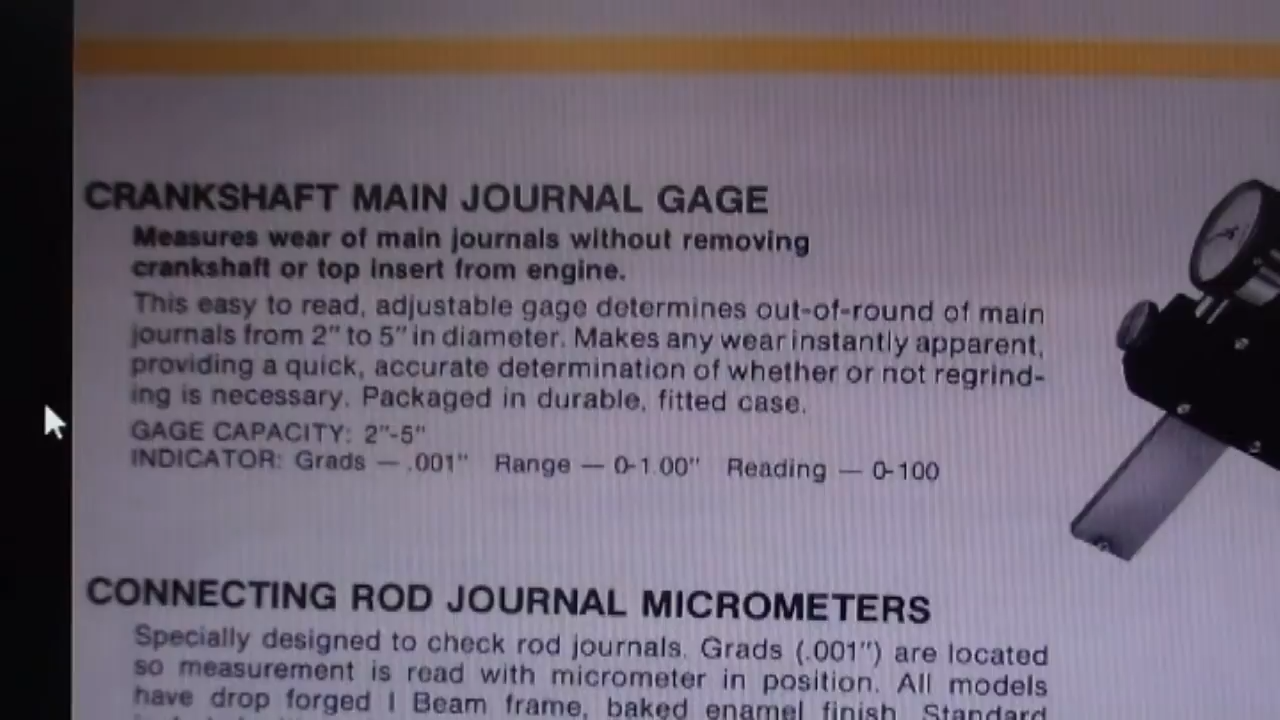 CRANKSHAFT MAIN JOURNAL GAGE
Measures wear of main journals without removing
crankshaft or top insert from engine.
This easy to read, adjustable gage determines out-of-round of main
journals from 2" to 5" in diameter. Makes any wear instantly apparent,
providing a quick, accurate determination of whether or not regrind-
ing is necessary. Packaged in durable, fitted case.
GAGE CAPACITY: 2"-5"
INDICATOR: Grads — .001" Range — 0-1.00" Reading — 0-100
CONNECTING ROD JOURNAL MICROMETERS
Specially designed to check rod journals. Grads (.001") are located
so measurement is read with micrometer in position. All models
have drop forged I Beam frame, baked enamel finish. Standard